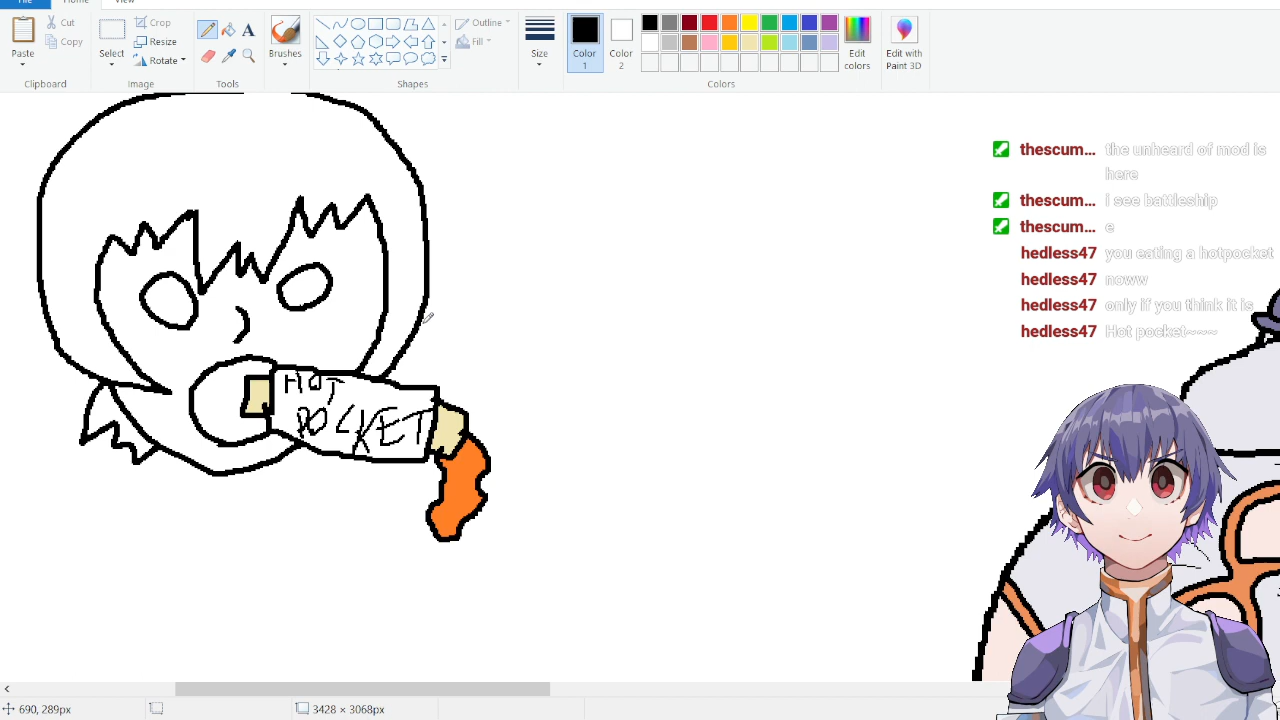 File
Home
View
Paste
Cut
Copy
Clipboard
Select
Crop
Resize
Rotate
Image
Tools
Brushes
Outline
Fill
Shapes
Size
Color 1
Color 2
Colors
Edit colors
Edit with Paint 3D
thescum... the unheard of mod is
here
thescum... I see battleship
thescum... e
hedless47 you eating a hotpocket
hedless47 noww
hedless47 only if you think it is
hedless47 Hot pocket~~~
HOT
POCKET
690, 289px
3428 × 3068px